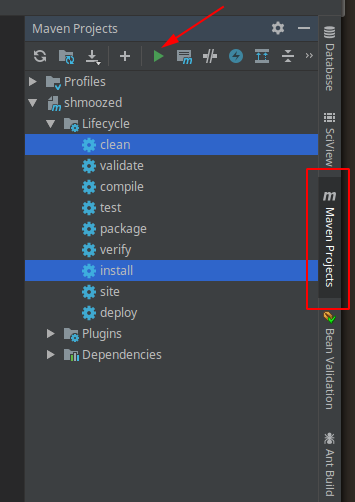 Maven Projects
Profiles
shmoozed
Lifecycle
clean
validate
compile
test
package
verify
install
site
deploy
Plugins
Dependencies
Database
SciView
Maven Projects
Bean Validation
Ant Build